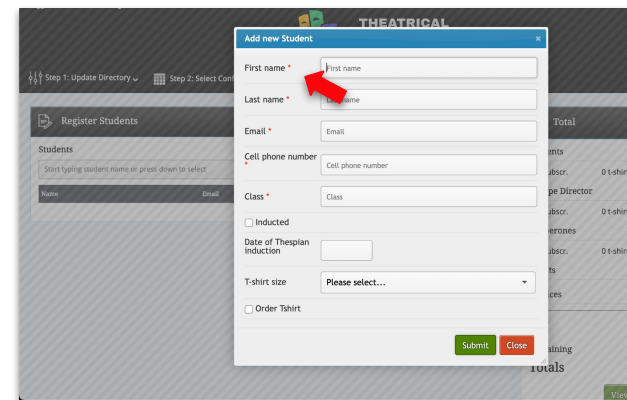 THEATRICAL
Add new Student ×
First name * First name
Step 1: Update Directory
Step 2: Select Conf
Last name * name
Register Students
Total
Email * Email
Students
ents
Cell phone number * Cell phone number
Start typing student name or press down to select
ubscr. 0 t-shir
pe Director
Name Email
Class * Class
ubscr. 0 t-shir
Inducted
erones
Date of Thespian induction
ubscr. 0 t-shir
ts
T-shirt size Please select...
ices
Order Tshirt
Submit Close
aining
Totals
View